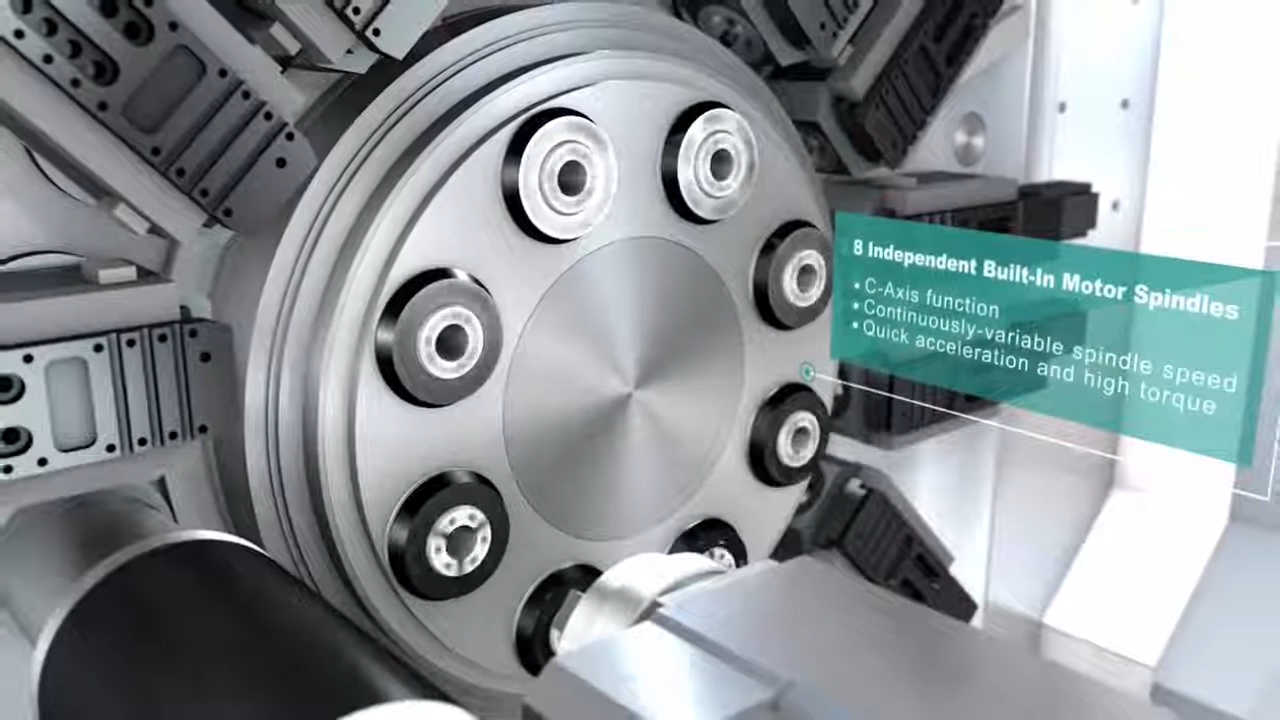 8 Independent Built-In Motor Spindles
• C-Axis function
• Continuously-variable spindle speed
• Quick acceleration and high torque